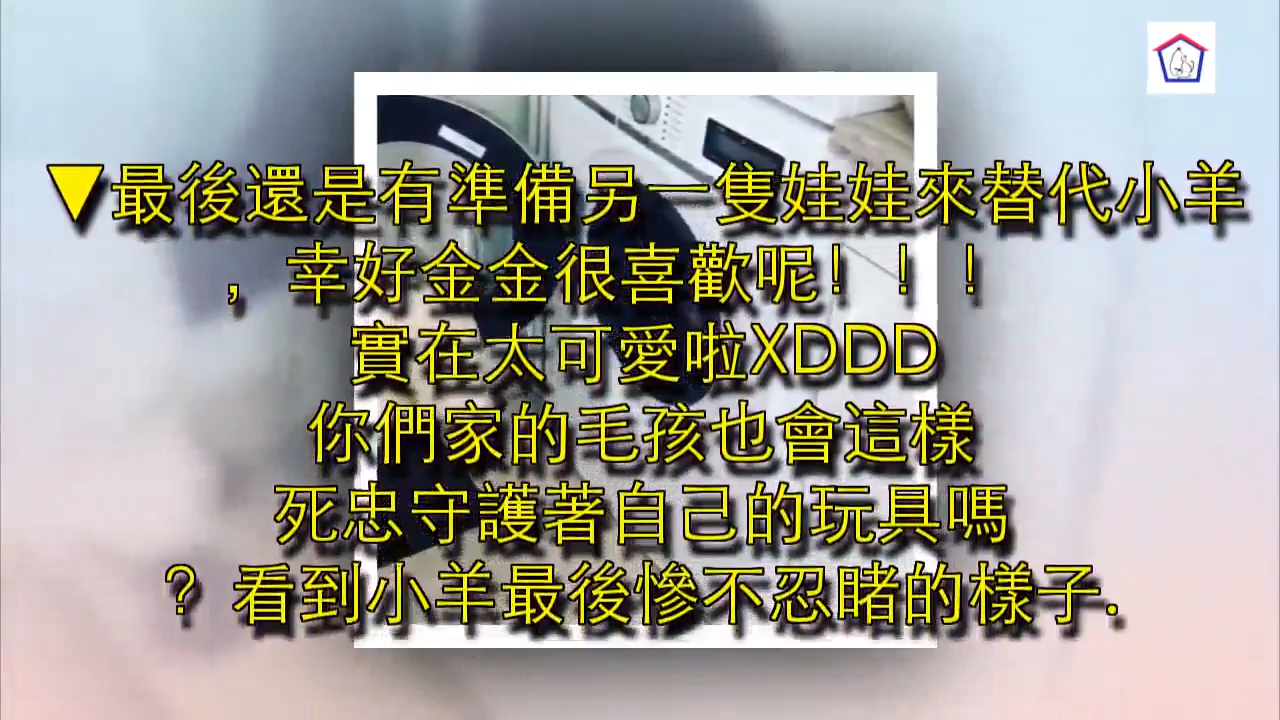 ▼最後還是有準備另一隻娃娃來替代小羊
，幸好金金很喜歡呢！！！
實在太可愛啦XDDD
你們家的毛孩也會這樣
死忠守護著自己的玩具嗎
？看到小羊最後慘不忍睹的樣子.